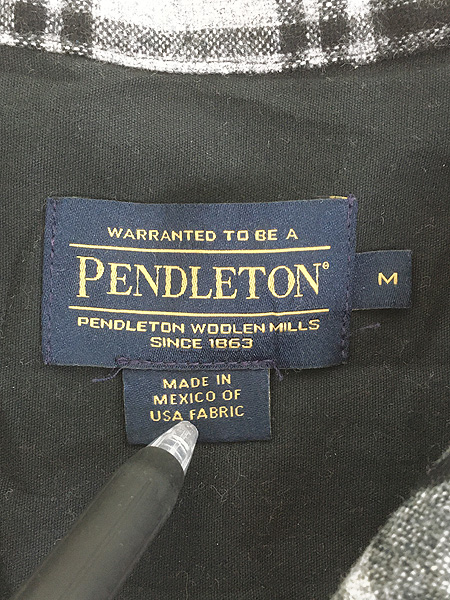 WARRANTED TO BE A
PENDLETON®
M
PENDLETON WOOLEN MILLS
SINCE 1863
MADE IN
MEXICO OF
USA FABRIC